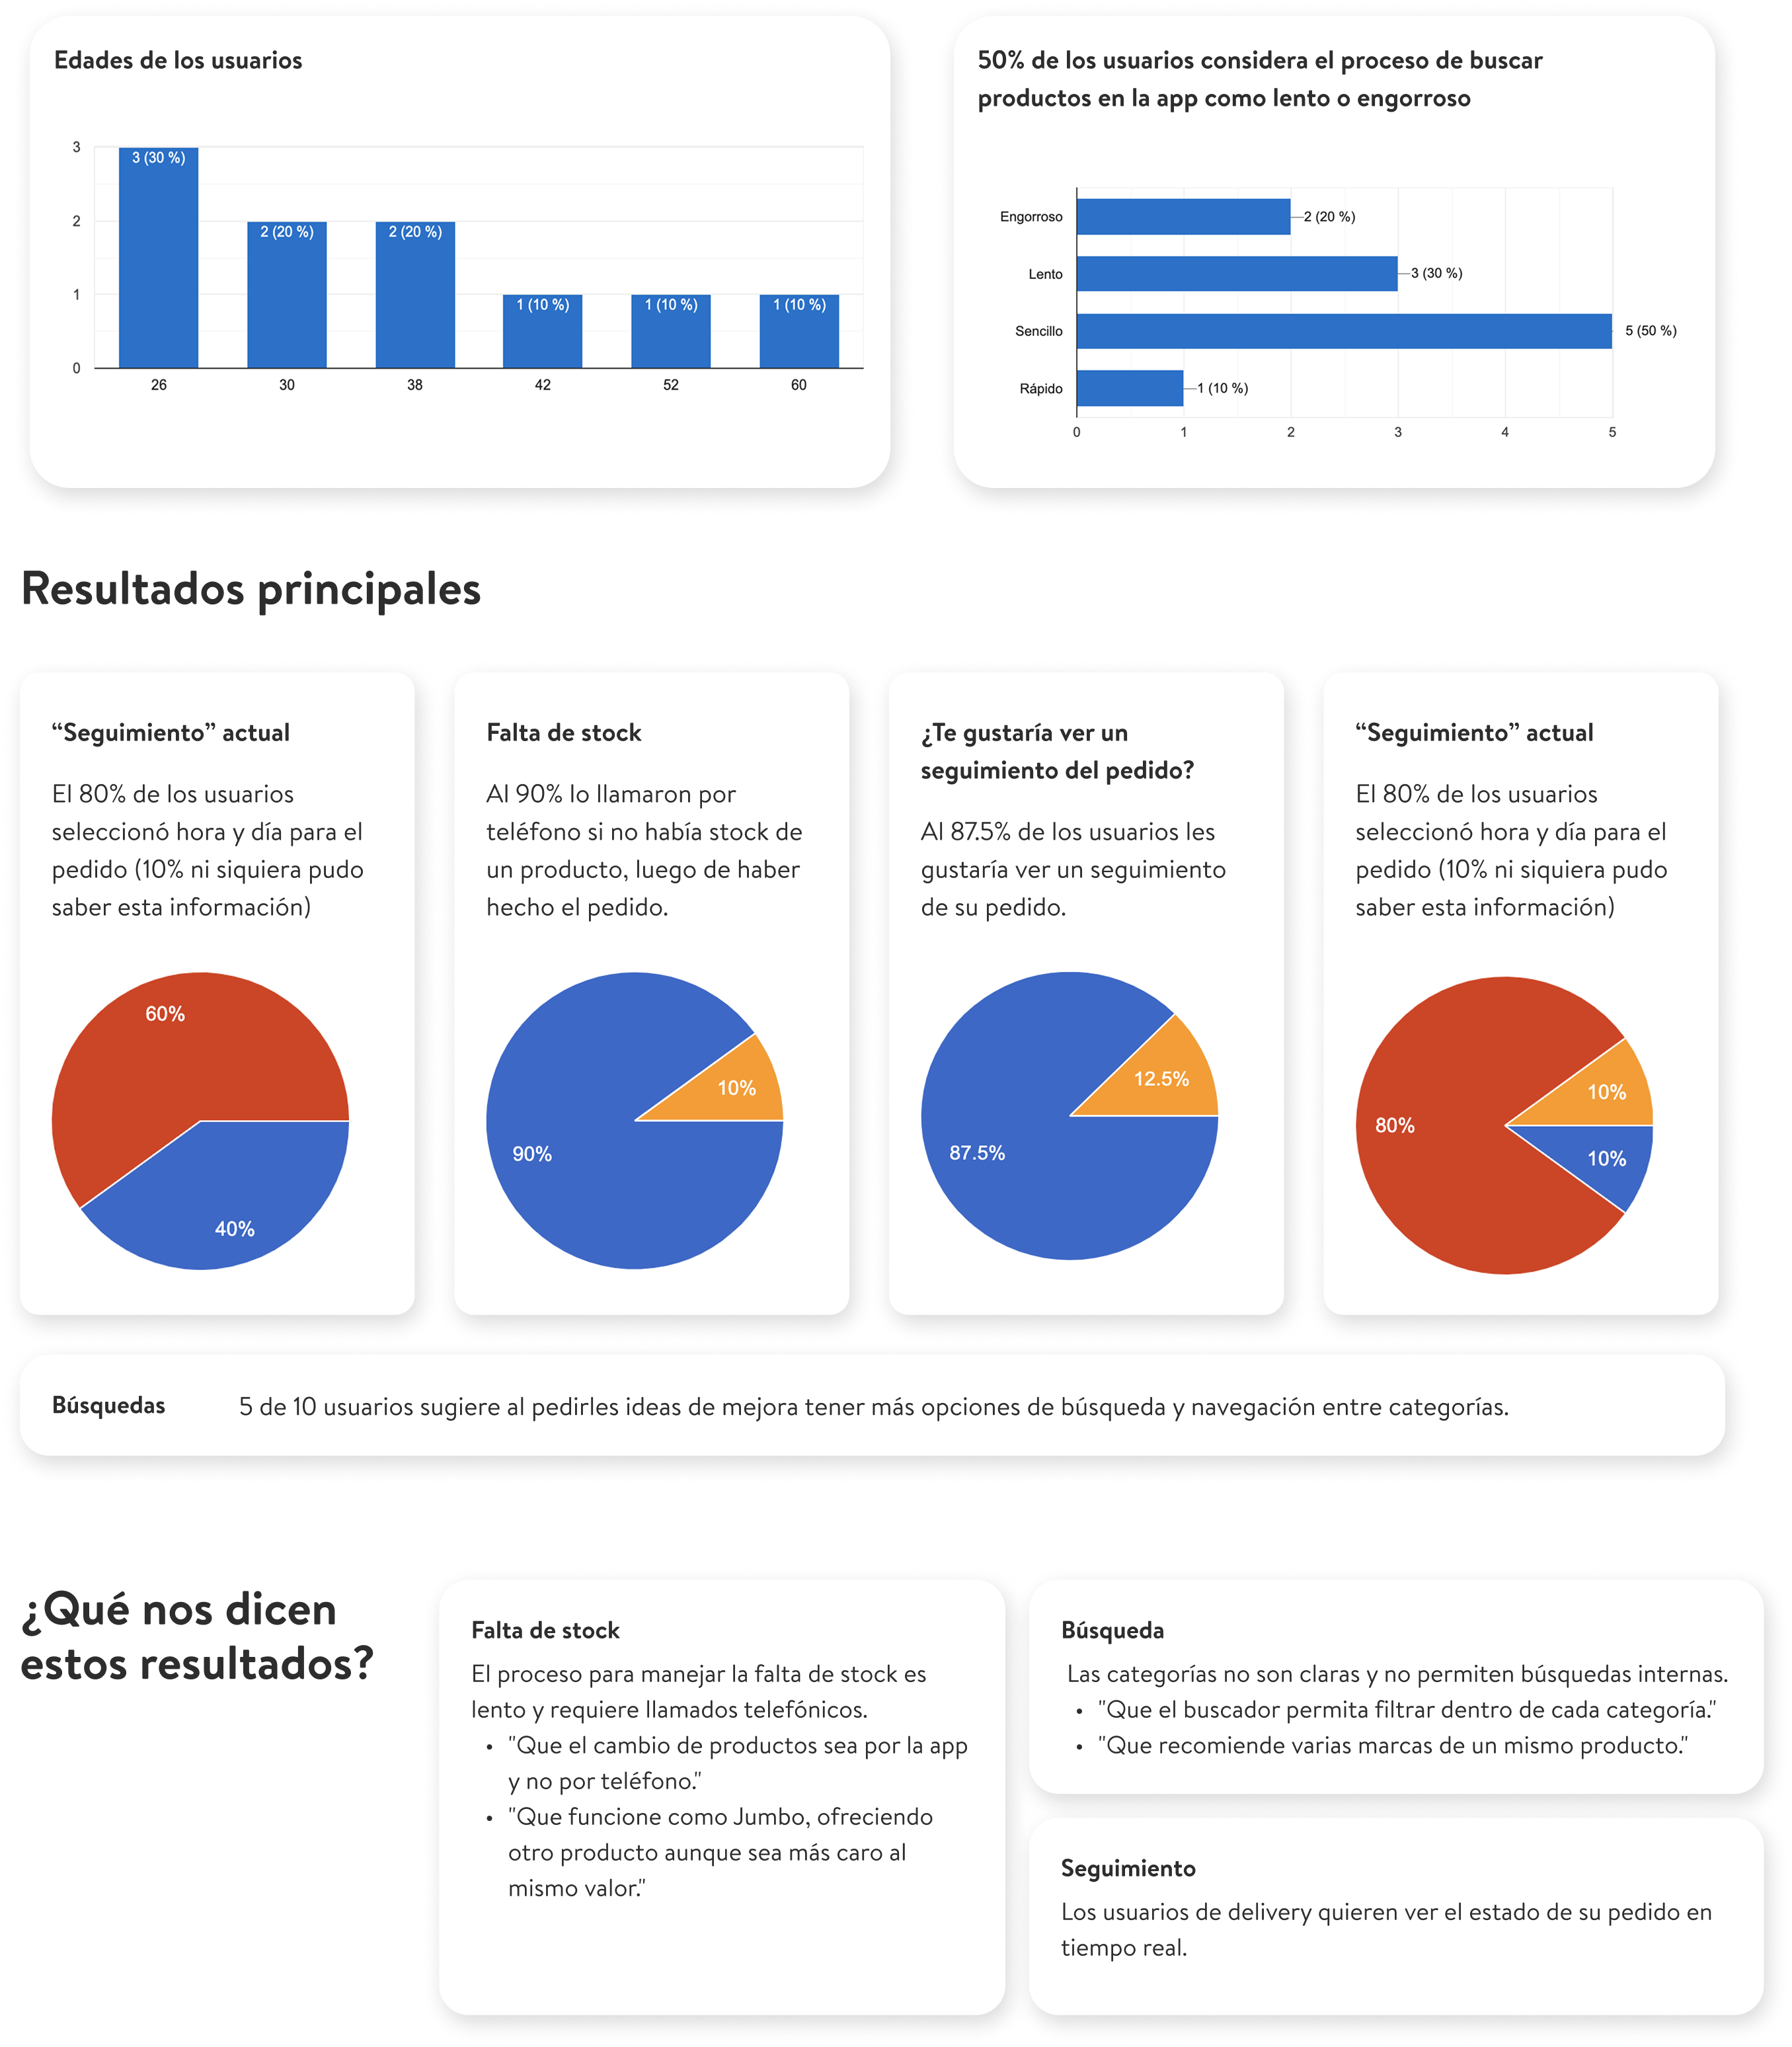 Edades de los usuarios
3
2
1
0
3 (30 %)
2 (20 %)
2 (20 %)
1 (10 %)
1 (10 %)
1 (10 %)
26
30
38
42
52
60
50% de los usuarios considera el proceso de buscar
productos en la app como lento o engorroso
Engorroso
2 (20 %)
Lento
3 (30 %)
Sencillo
5 (50 %)
Rápido
1 (10 %)
0
1
2
3
4
5
Resultados principales
“Seguimiento” actual
El 80% de los usuarios
seleccionó hora y día para el
pedido (10% ni siquiera pudo
saber esta información)
60%
40%
Falta de stock
Al 90% lo llamaron por
teléfono si no había stock de
un producto, luego de haber
hecho el pedido.
10%
90%
¿Te gustaría ver un
seguimiento del pedido?
Al 87.5% de los usuarios les
gustaría ver un seguimiento
de su pedido.
12.5%
87.5%
“Seguimiento” actual
El 80% de los usuarios
seleccionó hora y día para el
pedido (10% ni siquiera pudo
saber esta información)
10%
80%
10%
Búsquedas
5 de 10 usuarios sugiere al pedirles ideas de mejora tener más opciones de búsqueda y navegación entre categorías.
¿Qué nos dicen
estos resultados?
Falta de stock
El proceso para manejar la falta de stock es
lento y requiere llamados telefónicos.
• "Que el cambio de productos sea por la app
y no por teléfono."
• "Que funcione como Jumbo, ofreciendo
otro producto aunque sea más caro al
mismo valor."
Búsqueda
Las categorías no son claras y no permiten búsquedas internas.
• "Que el buscador permita filtrar dentro de cada categoría."
• "Que recomiende varias marcas de un mismo producto."
Seguimiento
Los usuarios de delivery quieren ver el estado de su pedido en
tiempo real.